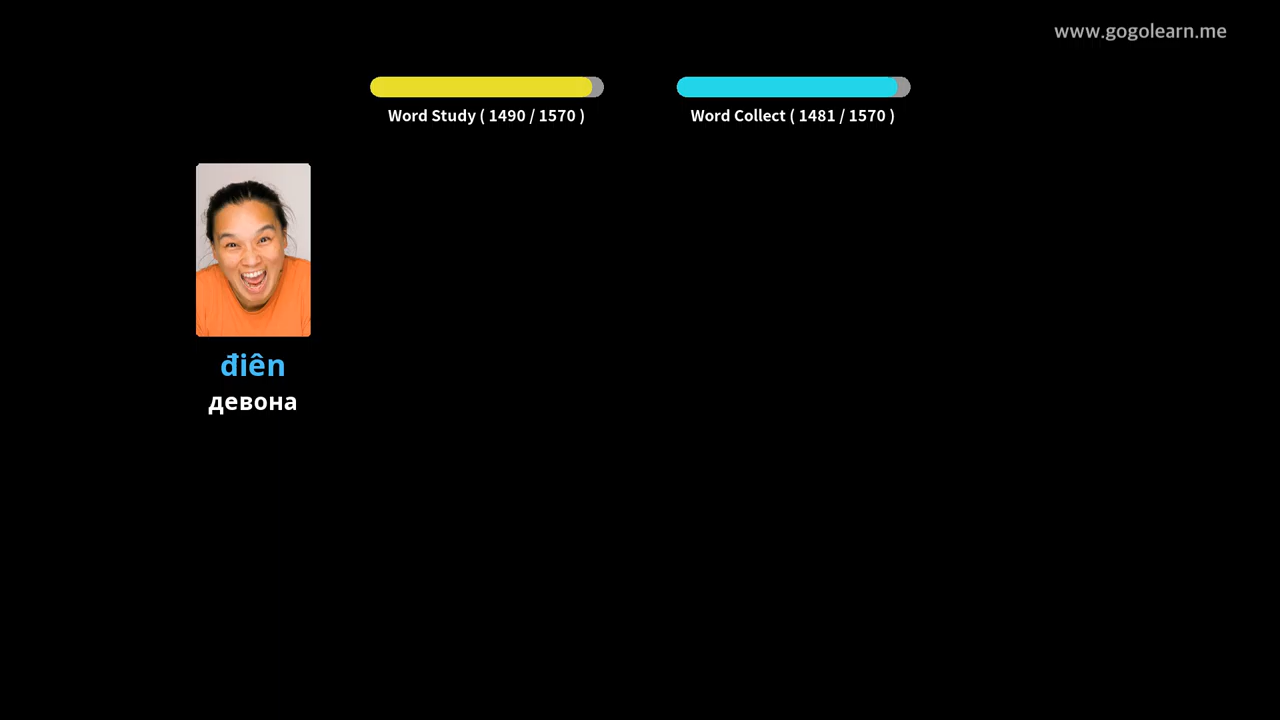 www.gogolearn.me
Word Study ( 1490 / 1570 )
Word Collect ( 1481 / 1570 )
điên
девона